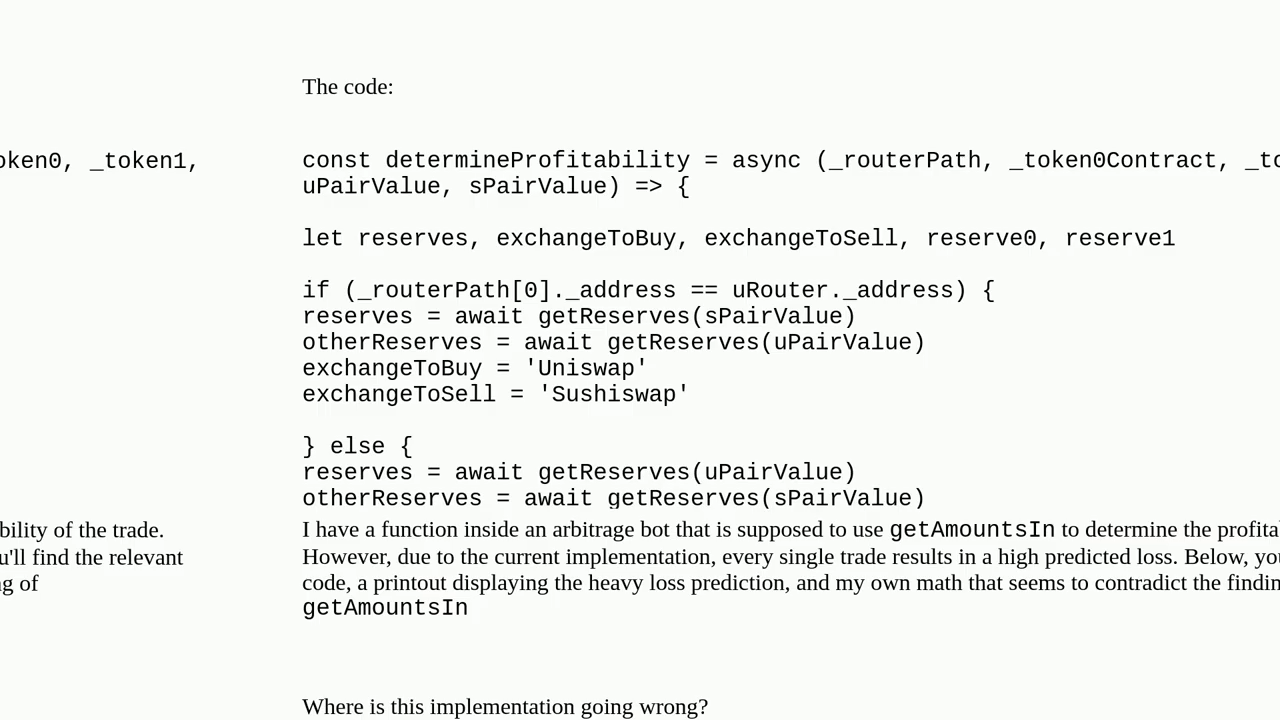 The code:
oken0, _token1,
const determineProfitability = async (_routerPath, _token0Contract, _to
uPairValue, sPairValue) => {
let reserves, exchangeToBuy, exchangeToSell, reserve0, reserve1
if (_routerPath[0]._address == uRouter._address) {
reserves = await getReserves(sPairValue)
otherReserves = await getReserves(uPairValue)
exchangeToBuy = 'Uniswap'
exchangeToSell = 'Sushiswap'
} else {
reserves = await getReserves(uPairValue)
otherReserves = await getReserves(sPairValue)
bility of the trade.
I have a function inside an arbitrage bot that is supposed to use getAmountsIn to determine the profita
u'll find the relevant
However, due to the current implementation, every single trade results in a high predicted loss. Below, yo
g of
code, a printout displaying the heavy loss prediction, and my own math that seems to contradict the findin
getAmountsIn
Where is this implementation going wrong?